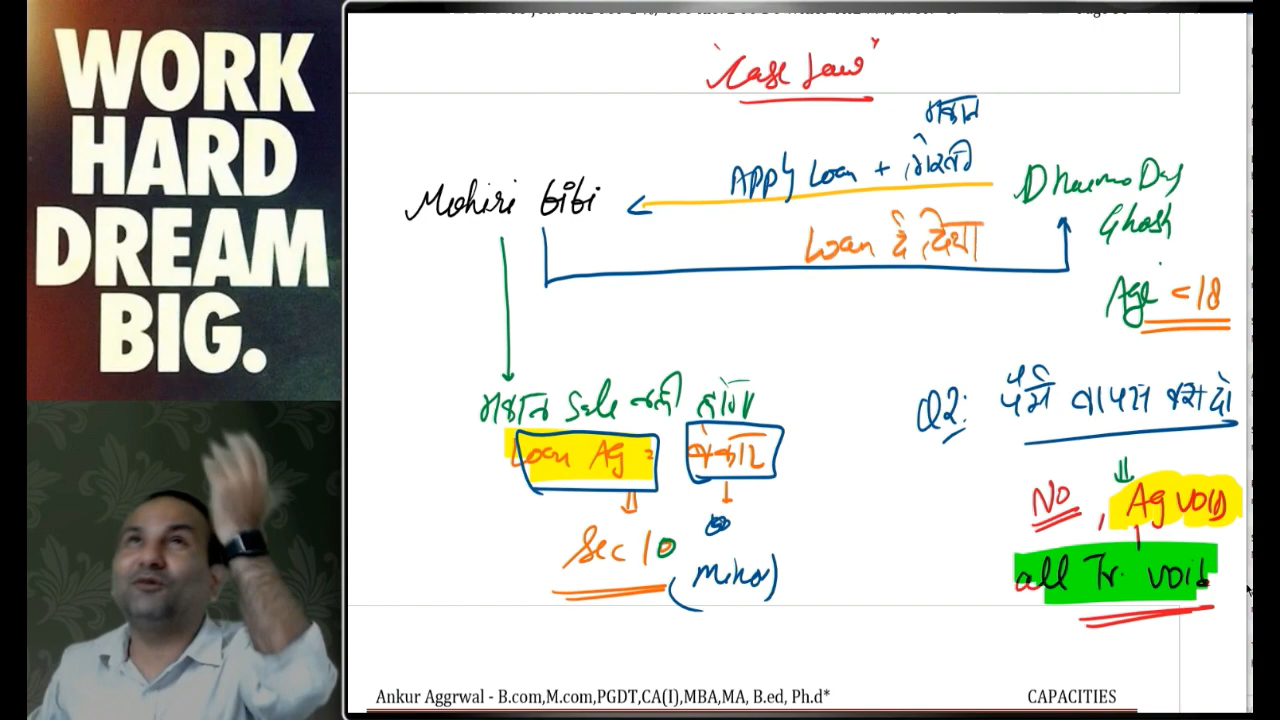 WORK
HARD
DREAM
BIG.
"Case Law"
मकान
Apply Loan + गिरवी
Mohiri bibi
Dharmo Das
Ghosh
Loan दे दिया
Age <18
मकान Sale नही होगा
Loan Ag =
बेकार
Q2: पैसे वापस करा दो
Sec 10
(Minor)
No, Ag void
all Tr. void
Ankur Aggrwal - B.com,M.com,PGDT,CA(I),MBA,MA, B.ed, Ph.d*
CAPACITIES